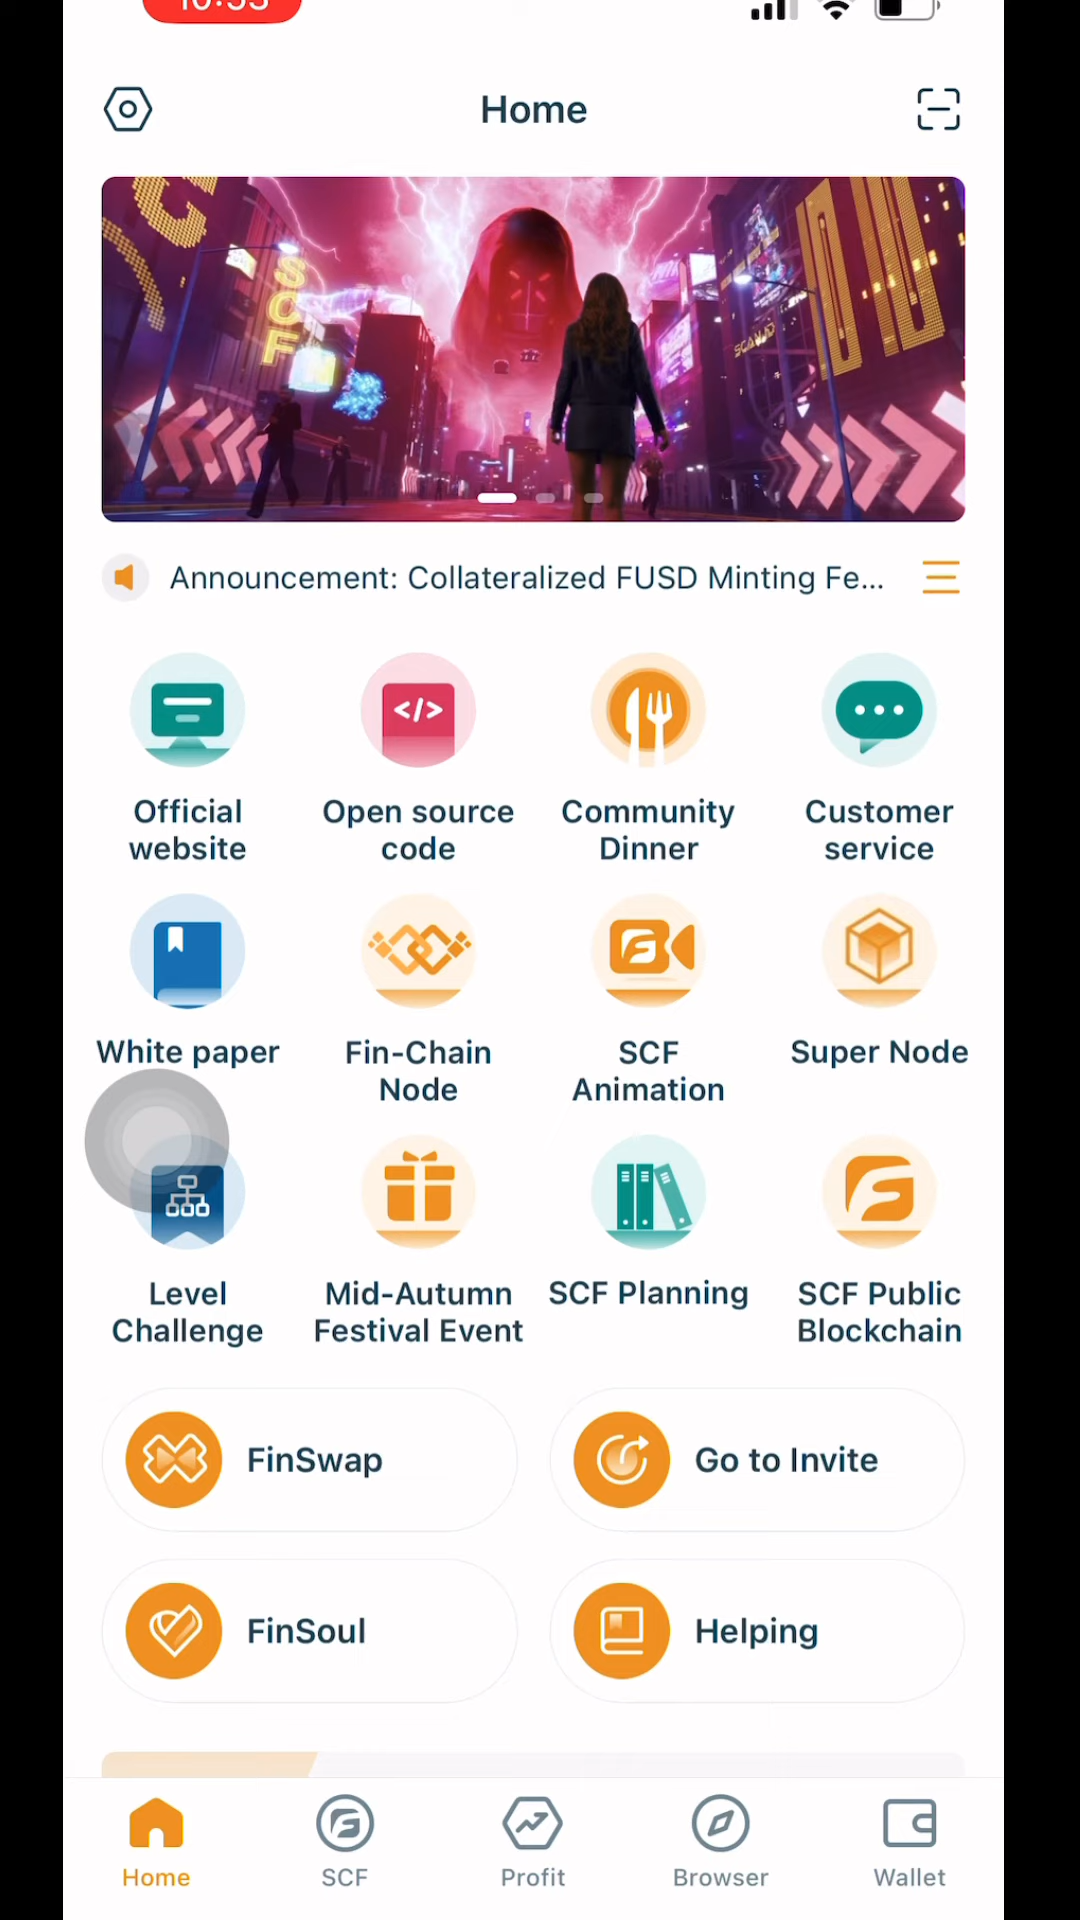 Home
SCF
Announcement: Collateralized FUSD Minting Fe...
</>
Official
website
Open source
code
Community
Dinner
Customer
service
White paper
Fin-Chain
Node
SCF
Animation
Super Node
Level
Challenge
Mid-Autumn
Festival Event
SCF Planning
SCF Public
Blockchain
FinSwap
Go to Invite
FinSoul
Helping
Home
SCF
Profit
Browser
Wallet